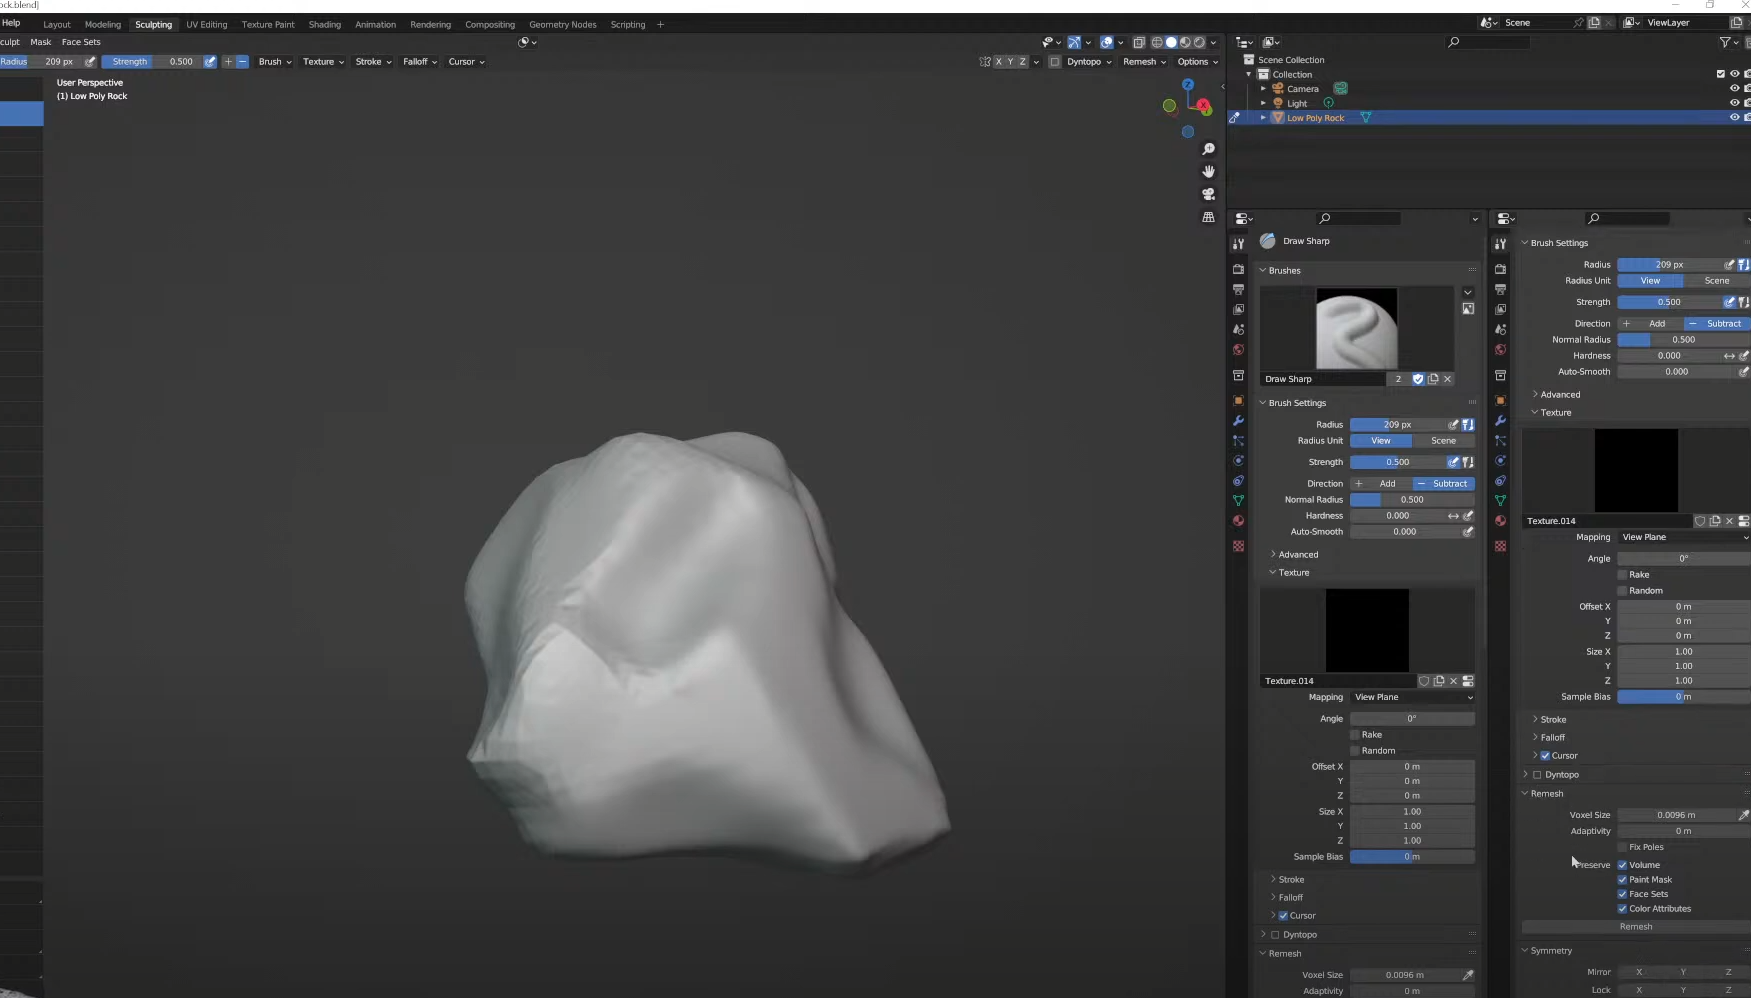 ock.blend]
Help Layout Modeling Sculpting UV Editing Texture Paint Shading Animation Rendering Compositing Geometry Nodes Scripting + Scene ViewLayer
culpt Mask Face Sets
Radius 209 px Strength 0.500 + − Brush Texture Stroke Falloff Cursor X Y Z Dyntopo Remesh Options
User Perspective
(1) Low Poly Rock
Z
X
Y
Scene Collection
Collection
Camera
Light
Low Poly Rock
Draw Sharp
Brushes
Draw Sharp 2
Brush Settings
Radius 209 px
Radius Unit View Scene
Strength 0.500
Direction + Add − Subtract
Normal Radius 0.500
Hardness 0.000
Auto-Smooth 0.000
Advanced
Texture
Texture.014
Mapping View Plane
Angle 0°
Rake
Random
Offset X 0 m
Y 0 m
Z 0 m
Size X 1.00
Y 1.00
Z 1.00
Sample Bias 0 m
Stroke
Falloff
Cursor
Dyntopo
Remesh
Voxel Size 0.0096 m
Adaptivity 0 m
Brush Settings
Radius 209 px
Radius Unit View Scene
Strength 0.500
Direction + Add − Subtract
Normal Radius 0.500
Hardness 0.000
Auto-Smooth 0.000
Advanced
Texture
Texture.014
Mapping View Plane
Angle 0°
Rake
Random
Offset X 0 m
Y 0 m
Z 0 m
Size X 1.00
Y 1.00
Z 1.00
Sample Bias 0 m
Stroke
Falloff
Cursor
Dyntopo
Remesh
Voxel Size 0.0096 m
Adaptivity 0 m
Fix Poles
Preserve Volume
Paint Mask
Face Sets
Color Attributes
Remesh
Symmetry
Mirror X Y Z
Lock X Y Z